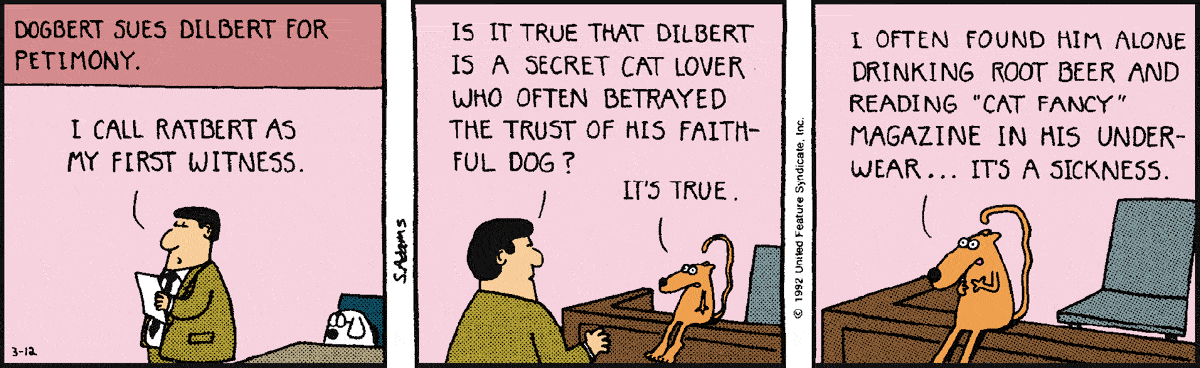 DOGBERT SUES DILBERT FOR
PETIMONY.
I CALL RATBERT AS
MY FIRST WITNESS.
3-12
S.Adams
IS IT TRUE THAT DILBERT
IS A SECRET CAT LOVER
WHO OFTEN BETRAYED
THE TRUST OF HIS FAITH-
FUL DOG?
IT'S TRUE.
© 1992 United Feature Syndicate, Inc.
I OFTEN FOUND HIM ALONE
DRINKING ROOT BEER AND
READING "CAT FANCY"
MAGAZINE IN HIS UNDER-
WEAR... IT'S A SICKNESS.